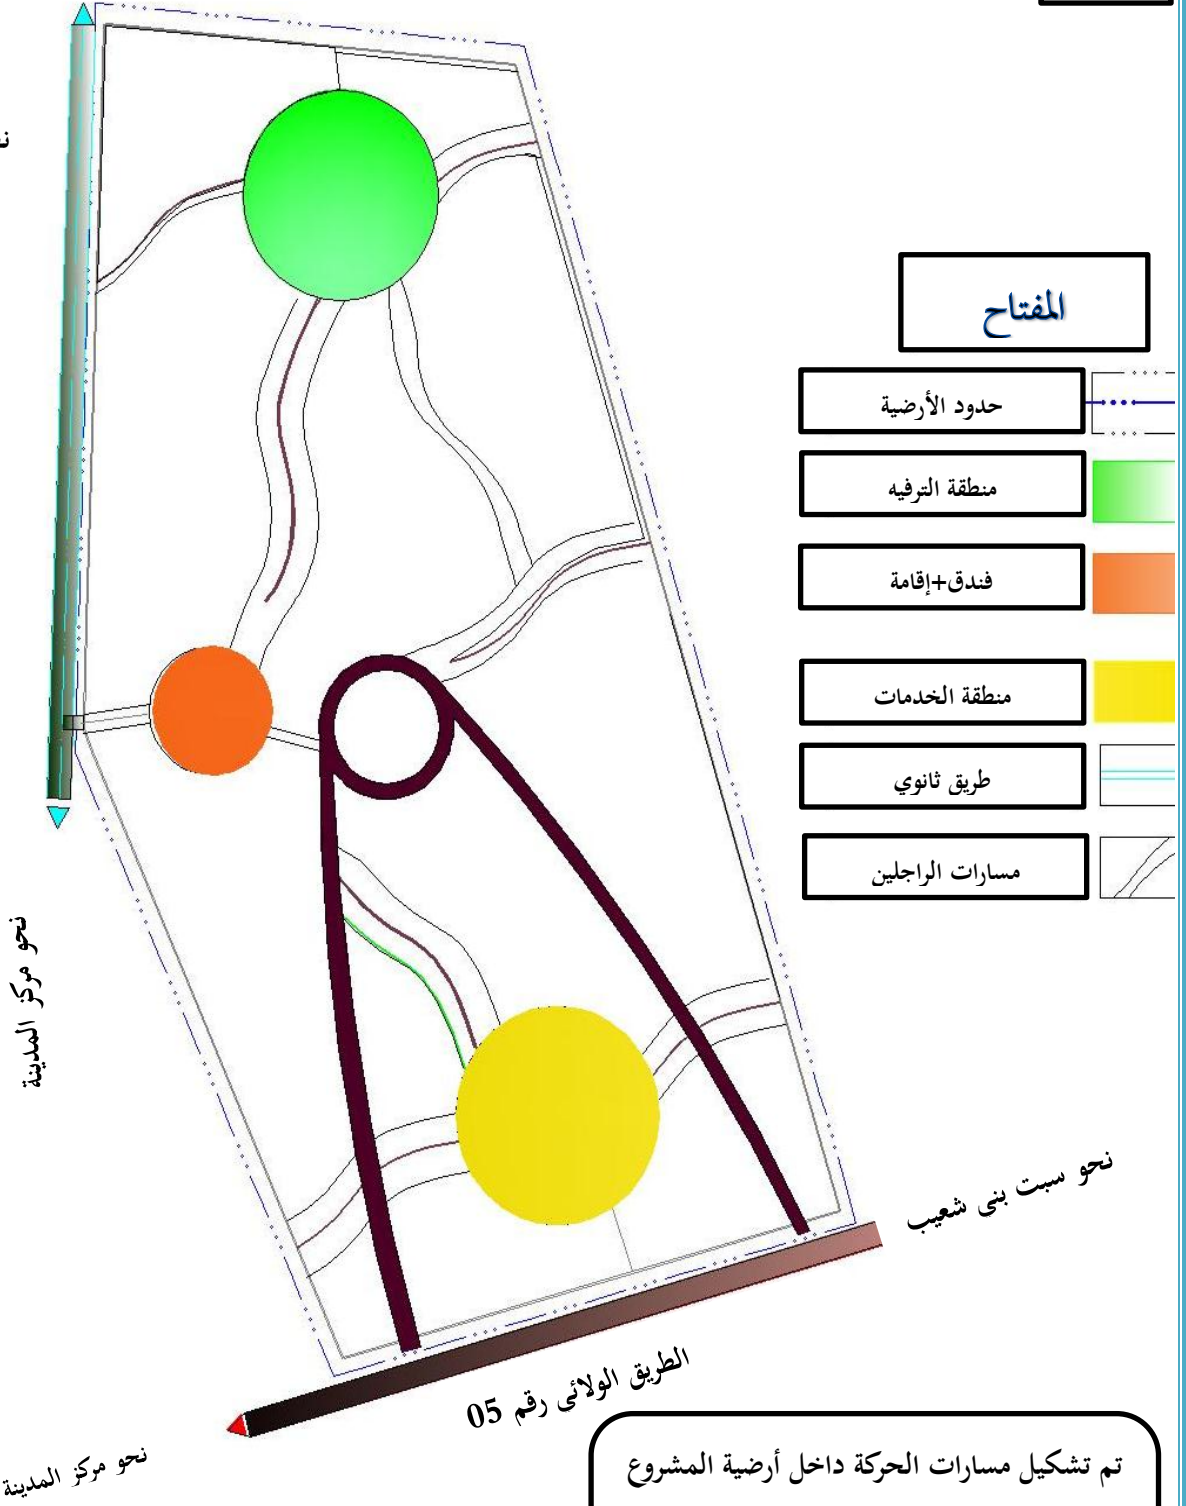 المفتاح
حدود الأرضية
منطقة الترفيه
فندق+إقامة
منطقة الخدمات
طريق ثانوي
مسارات الراجلين
نحو مركز المدينة
نحو سبت بنى شعيب
الطريق الولائى رقم 05
نحو مركز المدينة
تم تشكيل مسارات الحركة داخل أرضية المشروع